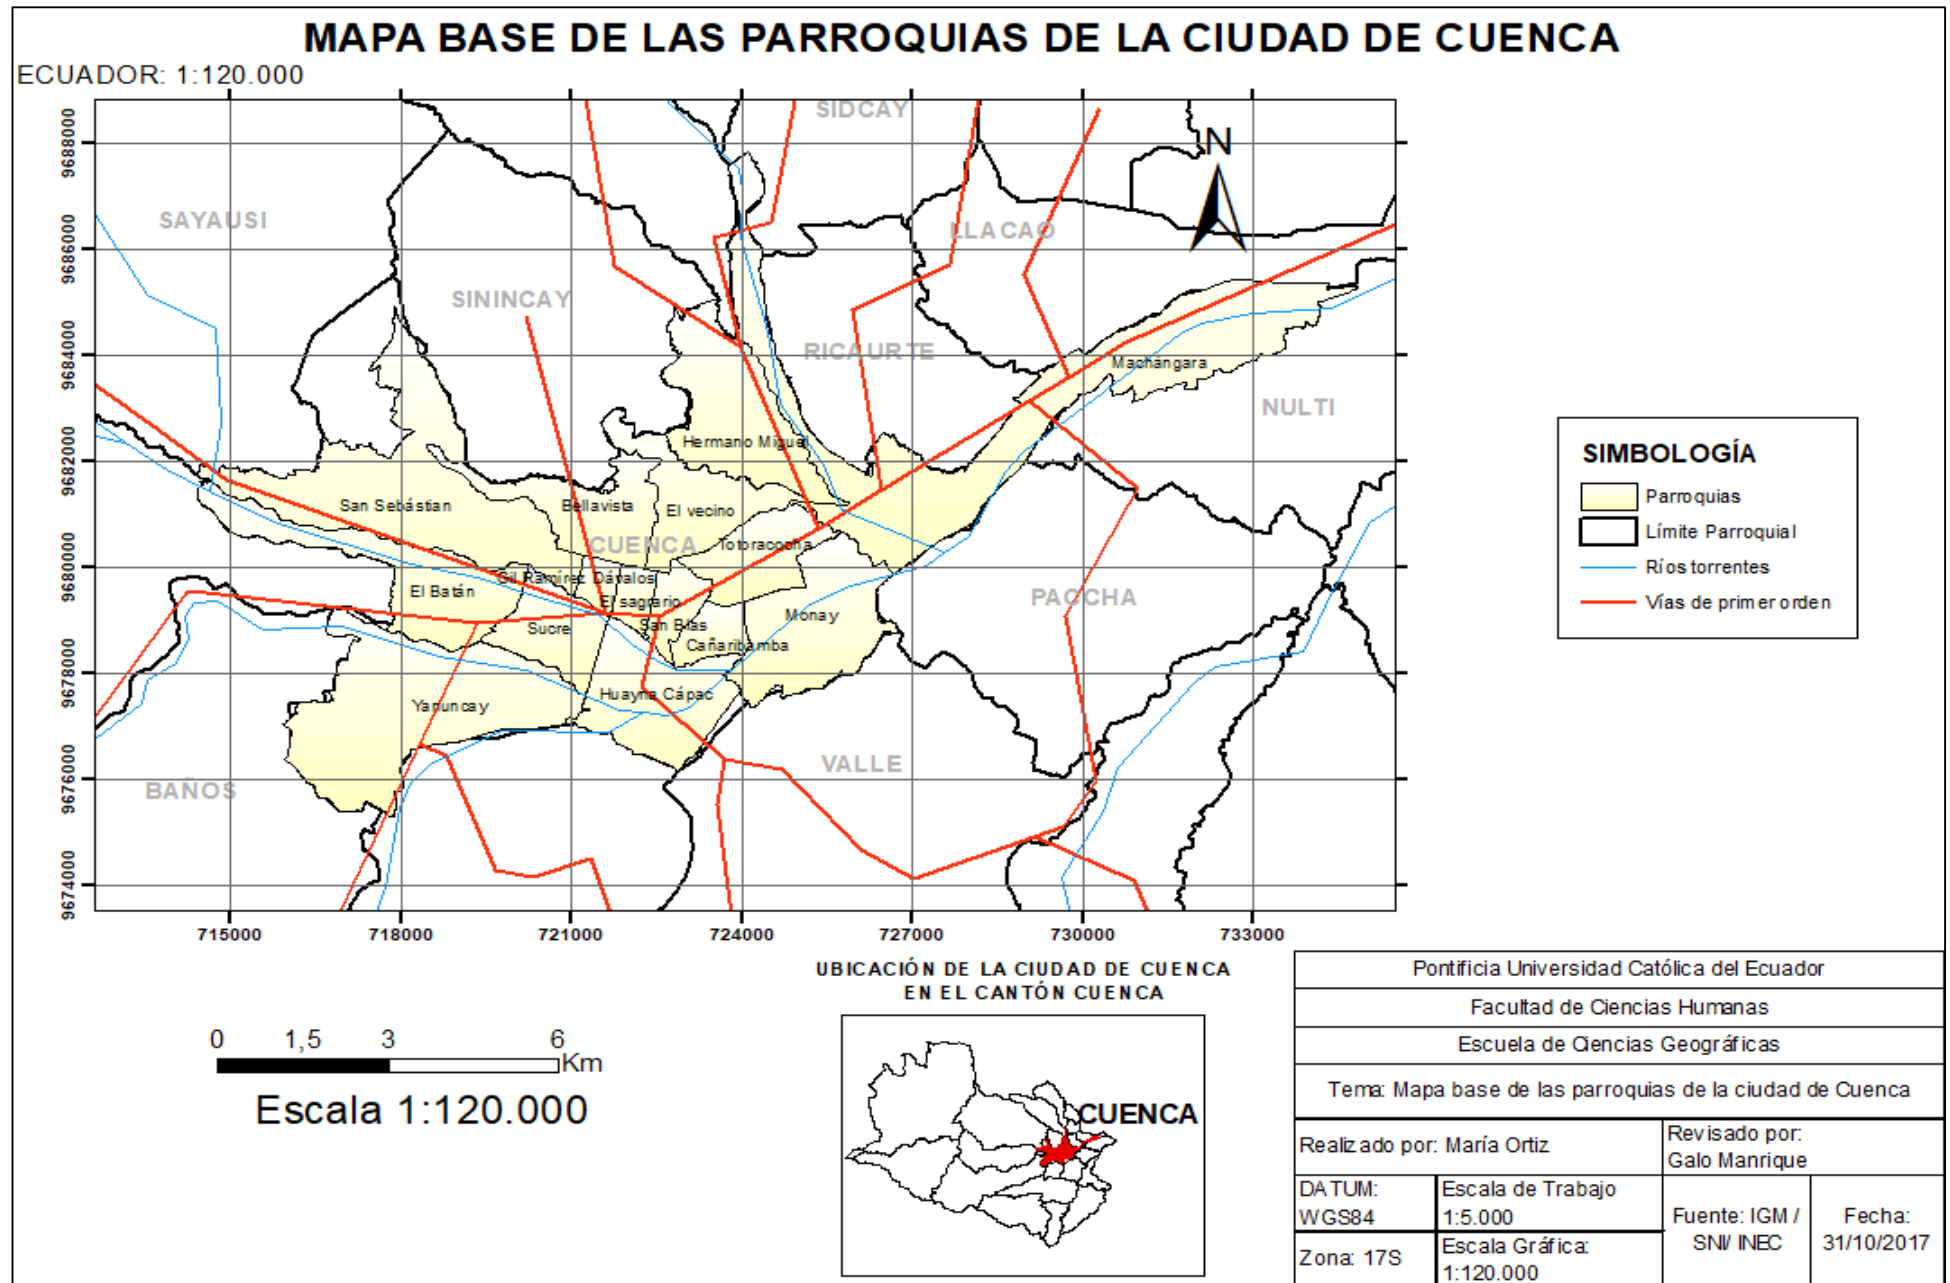 MAPA BASE DE LAS PARROQUIAS DE LA CIUDAD DE CUENCA
ECUADOR: 1:120.000
SIDCAY
N
SAYAUSI
LLACAO
SININCAY
RICAURTE
Machángara
NULTI
Hermano Miguel
San Sebástian
Bellavista
El vecino
CUENCA
Totoracocha
Gil Ramírez Dávalos
El Batán
El sagrario
PACCHA
Sucre
San Blas
Monay
Cañaribamba
Huayna Cápac
Yanuncay
VALLE
BAÑOS
9688000
9686000
9684000
9682000
9680000
9678000
9676000
9674000
715000 718000 721000 724000 727000 730000 733000
SIMBOLOGÍA
Parroquias
Límite Parroquial
Ríos torrentes
Vías de primer orden
0 1,5 3 6
Km
Escala 1:120.000
UBICACIÓN DE LA CIUDAD DE CUENCA
EN EL CANTÓN CUENCA
CUENCA
Pontificia Universidad Católica del Ecuador
Facultad de Ciencias Humanas
Escuela de Ciencias Geográficas
Tema: Mapa base de las parroquias de la ciudad de Cuenca
Realizado por: María Ortiz
Revisado por:
Galo Manrique
DATUM:
WGS84
Escala de Trabajo
1:5.000
Zona: 17S
Escala Gráfica:
1:120.000
Fuente: IGM /
SNI/ INEC
Fecha:
31/10/2017